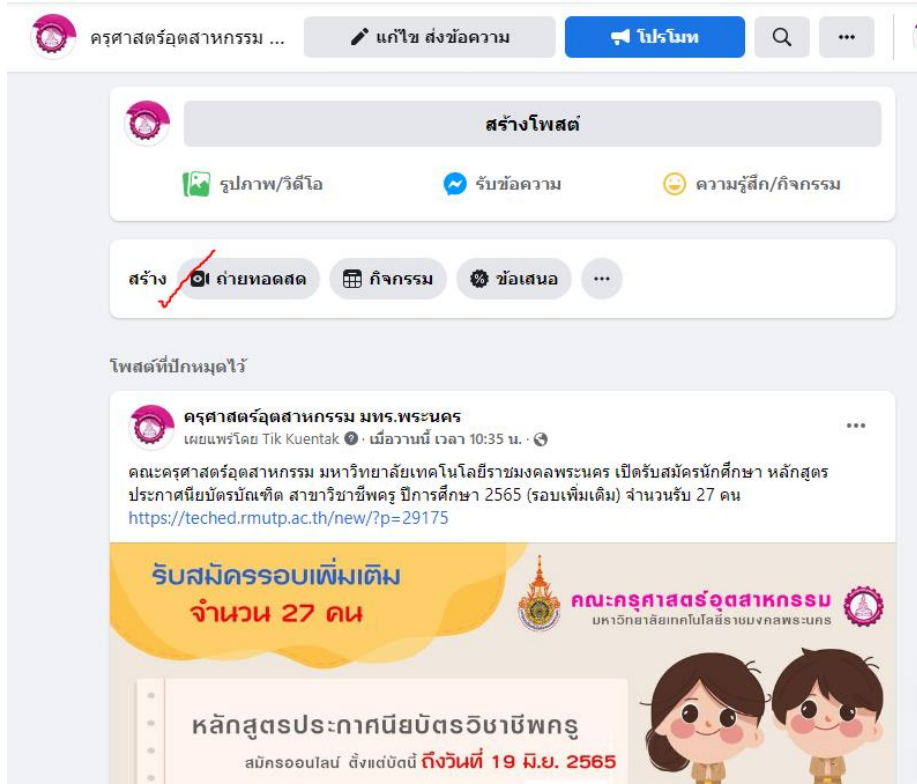 ครุศาสตร์อุตสาหกรรม ... แก้ไข ส่งข้อความ โปรโมท
สร้างโพสต์
รูปภาพ/วิดีโอ รับข้อความ ความรู้สึก/กิจกรรม
สร้าง ถ่ายทอดสด กิจกรรม ข้อเสนอ
โพสต์ที่ปักหมุดไว้
ครุศาสตร์อุตสาหกรรม มทร.พระนคร
เผยแพร่โดย Tik Kuentak · เมื่อวานนี้ เวลา 10:35 น. ·
คณะครุศาสตร์อุตสาหกรรม มหาวิทยาลัยเทคโนโลยีราชมงคลพระนคร เปิดรับสมัครนักศึกษา หลักสูตร
ประกาศนียบัตรบัณฑิต สาขาวิชาชีพครู ปีการศึกษา 2565 (รอบเพิ่มเติม) จำนวนรับ 27 คน
https://teched.rmutp.ac.th/new/?p=29175
รับสมัครรอบเพิ่มเติม
จำนวน 27 คน
คณะครุศาสตร์อุตสาหกรรม
มหาวิทยาลัยเทคโนโลยีราชมงคลพระนคร
หลักสูตรประกาศนียบัตรวิชาชีพครู
สมัครออนไลน์ ตั้งแต่บัดนี้ ถึงวันที่ 19 มิ.ย. 2565